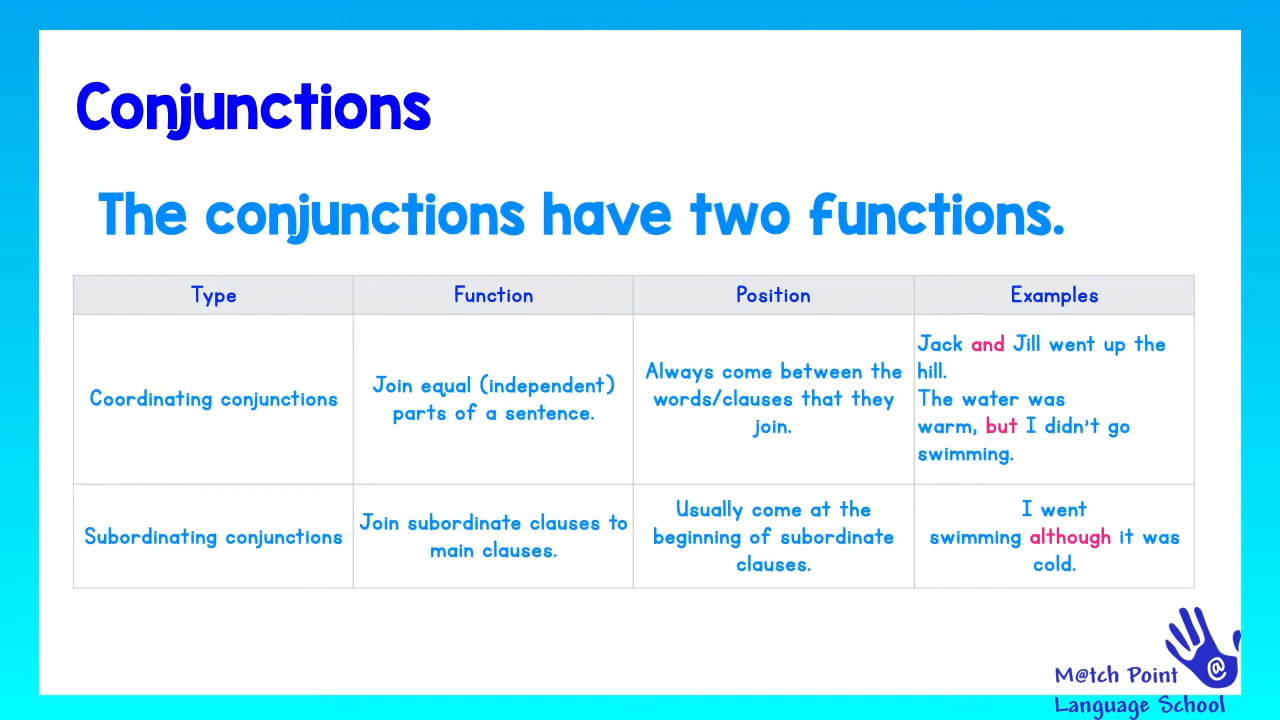 Conjunctions
The conjunctions have two functions.
Type
Function
Position
Examples
Coordinating conjunctions
Join equal (independent)
parts of a sentence.
Always come between the
words/clauses that they
join.
Jack and Jill went up the
hill.
The water was
warm, but I didn't go
swimming.
Subordinating conjunctions
Join subordinate clauses to
main clauses.
Usually come at the
beginning of subordinate
clauses.
I went
swimming although it was
cold.
@
M@tch Point
Language School